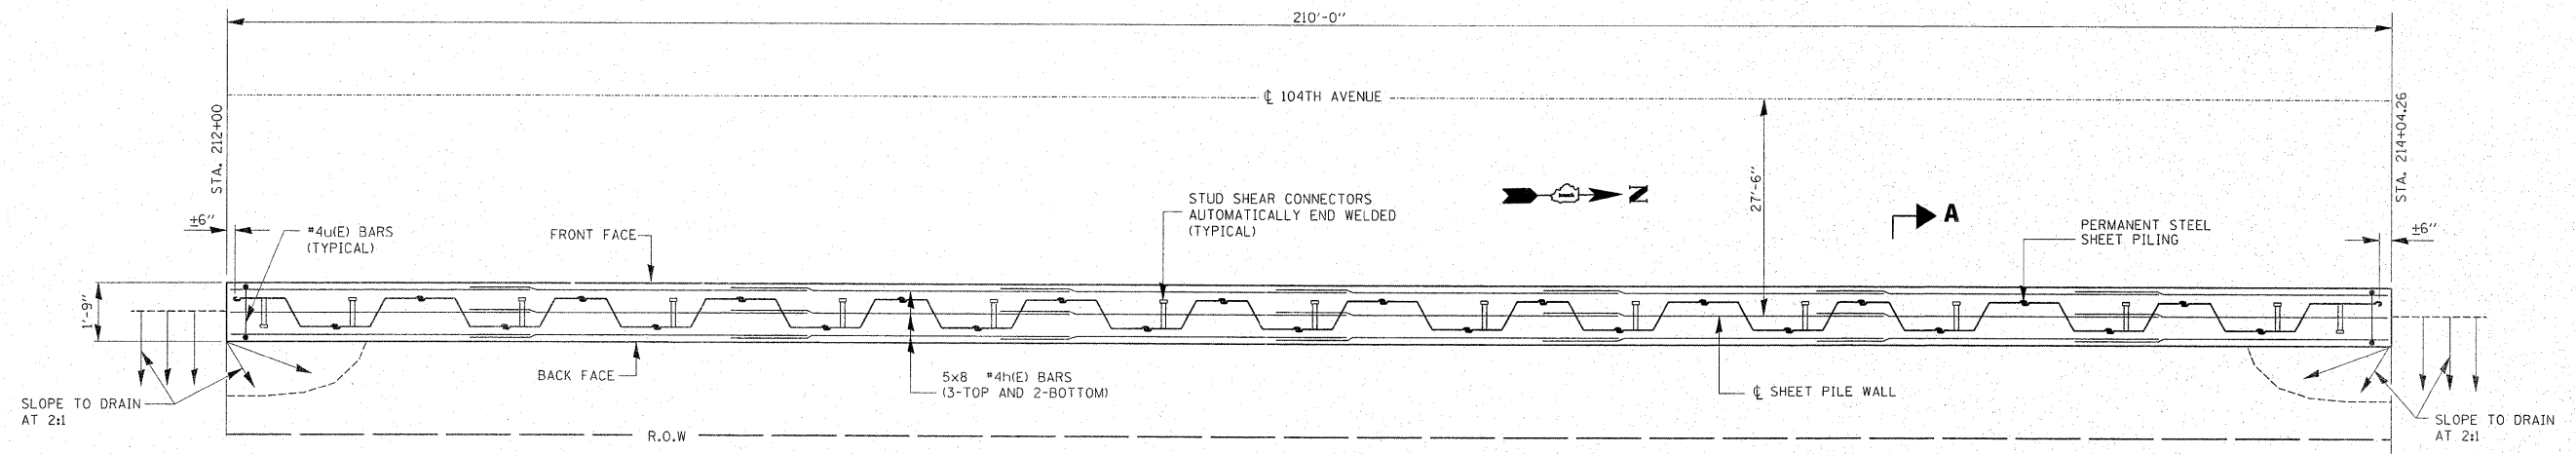 210'-0"
℄ 104TH AVENUE
STA. 212+00
STA. 214+04.26
27'-6"
N
STUD SHEAR CONNECTORS
AUTOMATICALLY END WELDED
(TYPICAL)
A
PERMANENT STEEL
SHEET PILING
±6"
#4u(E) BARS
(TYPICAL)
FRONT FACE
±6"
1'-9"
BACK FACE
5x8 #4h(E) BARS
(3-TOP AND 2-BOTTOM)
℄ SHEET PILE WALL
SLOPE TO DRAIN
AT 2:1
SLOPE TO DRAIN
AT 2:1
R.O.W